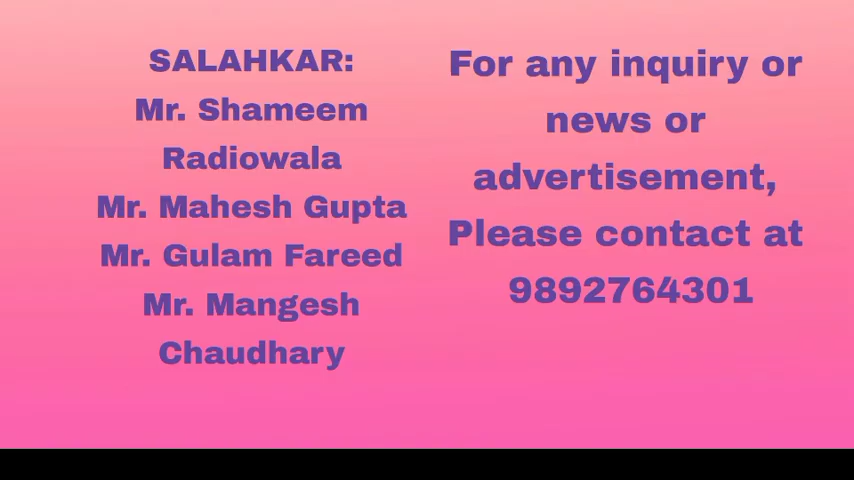 SALAHKAR:
Mr. Shameem
Radiowala
Mr. Mahesh Gupta
Mr. Gulam Fareed
Mr. Mangesh
Chaudhary
For any inquiry or
news or
advertisement,
Please contact at
9892764301